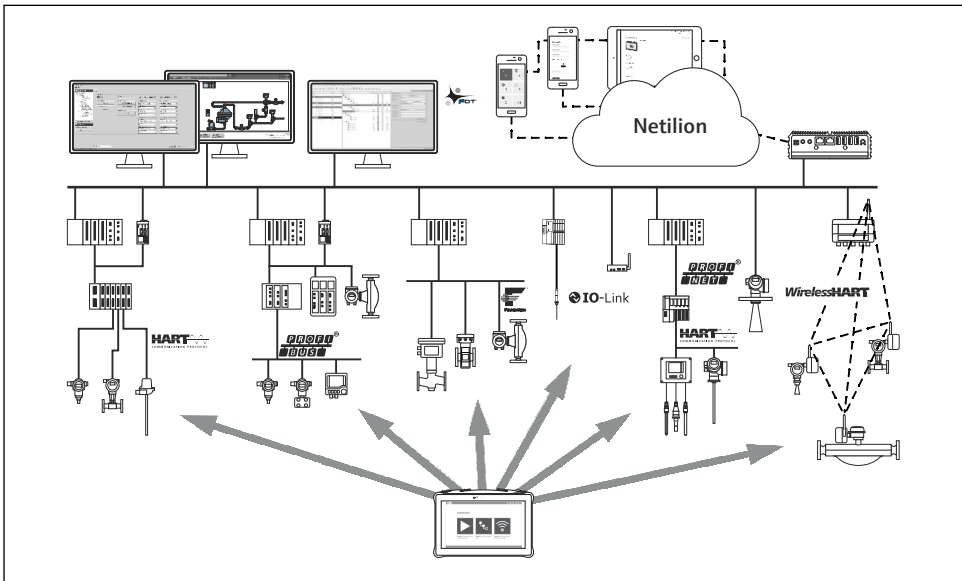 FDT
Netilion
HART
COMMUNICATION PROTOCOL
PROFI®
BUS
FOUNDATION
IO-Link
PROFI®
NET
HART
COMMUNICATION PROTOCOL
WirelessHART